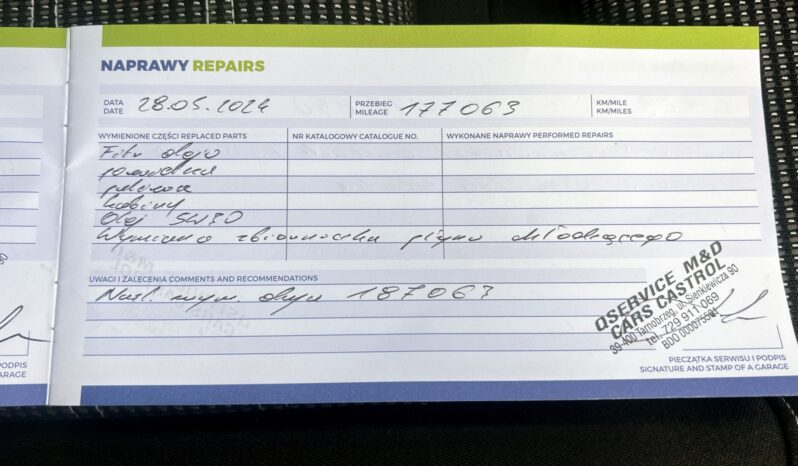 NAPRAWY REPAIRS
DATA
DATE
28.05.2024
PRZEBIEG
MILEAGE
177063
KM/MILE
KM/MILES
WYMIENIONE CZĘŚCI REPLACED PARTS
NR KATALOGOWY CATALOGUE NO.
WYKONANE NAPRAWY PERFORMED REPAIRS
Filtr oleju
powietrza
paliwa
kabiny
Olej 5W30
Wymiana zbiorniczka płynu chłodzącego
UWAGI I ZALECENIA COMMENTS AND RECOMMENDATIONS
Nast. wym. oleju 187063
QSERVICE M&D
CARS CASTROL
39-400 Tarnobrzeg, ul. Sienkiewicza 90
tel. 729 911 069
PIECZĄTKA SERWISU I PODPIS
SIGNATURE AND STAMP OF A GARAGE
PODPIS
GARAGE